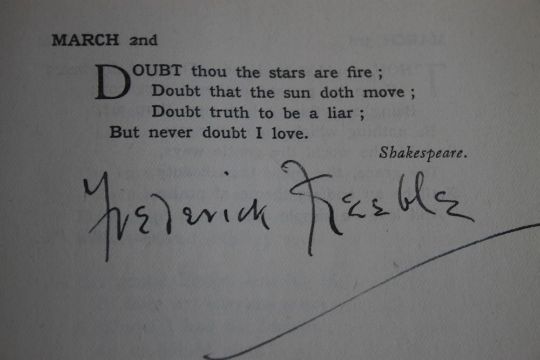 MARCH 2nd
DOUBT thou the stars are fire ;
Doubt that the sun doth move ;
Doubt truth to be a liar ;
But never doubt I love.
Shakespeare.
Frederick Keeble